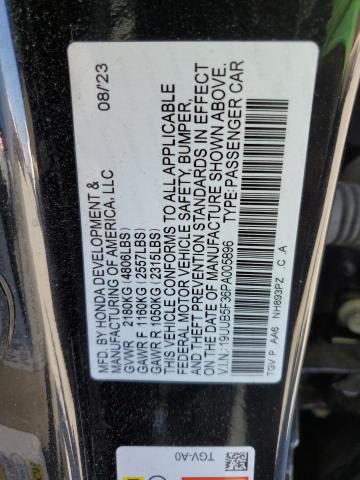 MFD. BY HONDA DEVELOPMENT & 08/23
MANUFACTURING OF AMERICA, LLC
GVWR 2180KG( 4806LBS)
GAWR F 1160KG( 2557LBS)
GAWR R 1050KG( 2315LBS)
THIS VEHICLE CONFORMS TO ALL APPLICABLE
FEDERAL MOTOR VEHICLE SAFETY, BUMPER,
AND THEFT PREVENTION STANDARDS IN EFFECT
ON THE DATE OF MANUFACTURE SHOWN ABOVE.
V.I.N.: 19UUB5F36PA005896 TYPE: PASSENGER CAR
TGV P AA6 NH893PZ C A
TGV-A0